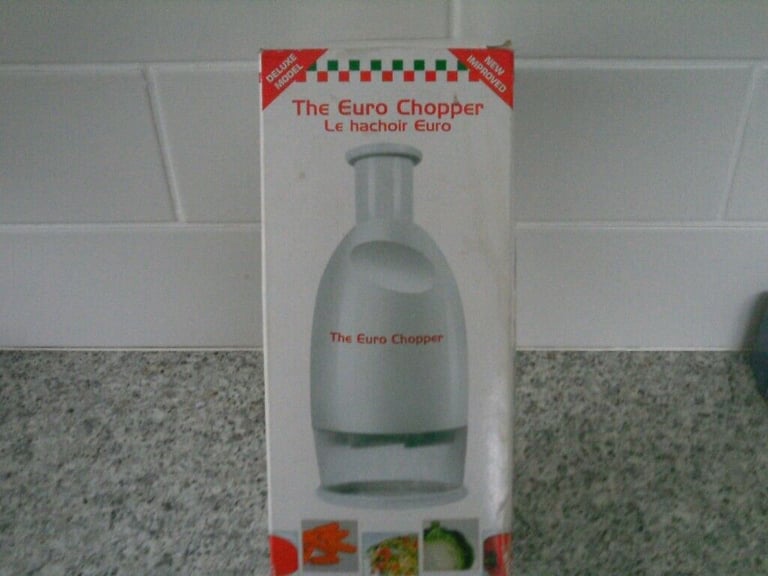 DELUXE
MODEL
NEW
IMPROVED
The Euro Chopper
Le hachoir Euro
The Euro Chopper